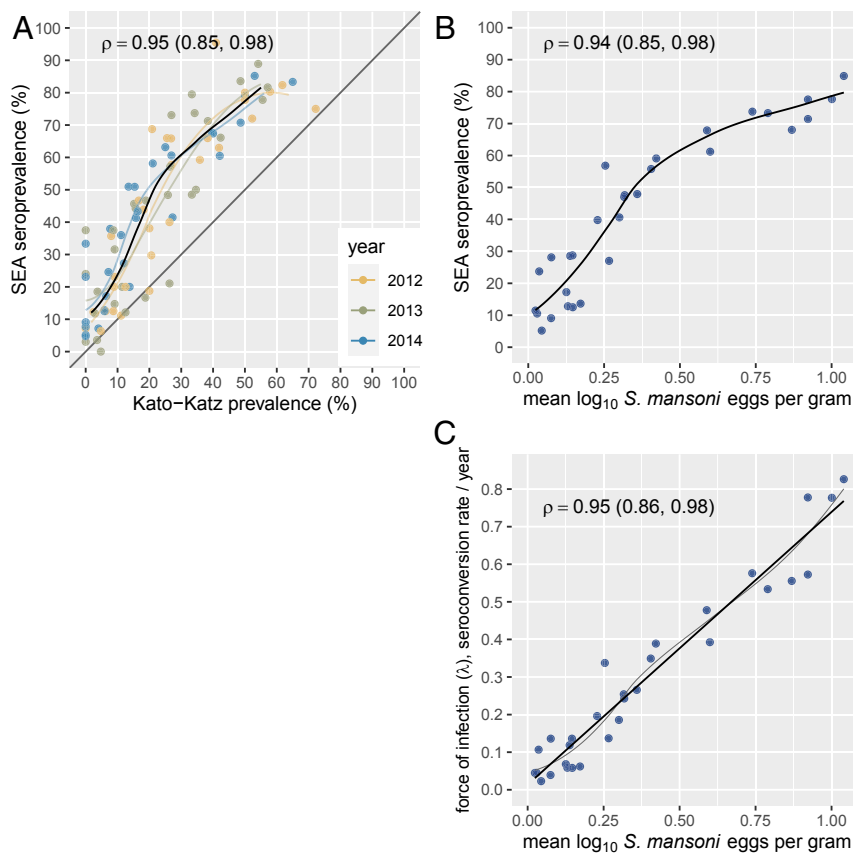 A
ρ = 0.95 (0.85, 0.98)
SEA seroprevalence (%)
100
90
80
70
60
50
40
30
20
10
0
0 10 20 30 40 50 60 70 80 90 100
Kato−Katz prevalence (%)
year
2012
2013
2014
B
ρ = 0.94 (0.85, 0.98)
SEA seroprevalence (%)
100
90
80
70
60
50
40
30
20
10
0
0.00 0.25 0.50 0.75 1.00
mean log₁₀ S. mansoni eggs per gram
C
ρ = 0.95 (0.86, 0.98)
force of infection (λ), seroconversion rate / year
0.8
0.7
0.6
0.5
0.4
0.3
0.2
0.1
0.0
0.00 0.25 0.50 0.75 1.00
mean log₁₀ S. mansoni eggs per gram